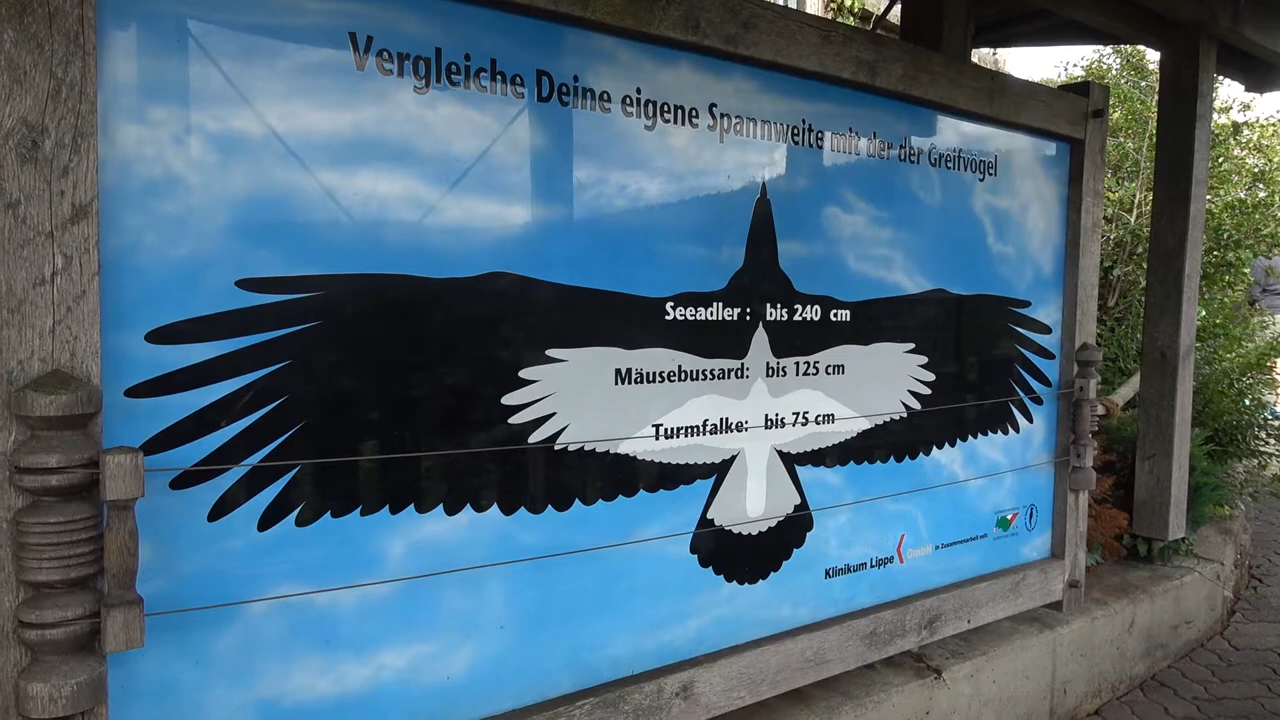 Vergleiche Deine eigene Spannweite mit der der Greifvögel
Seeadler: bis 240 cm
Mäusebussard: bis 125 cm
Turmfalke: bis 75 cm
Klinikum Lippe GmbH in Zusammenarbeit mit: